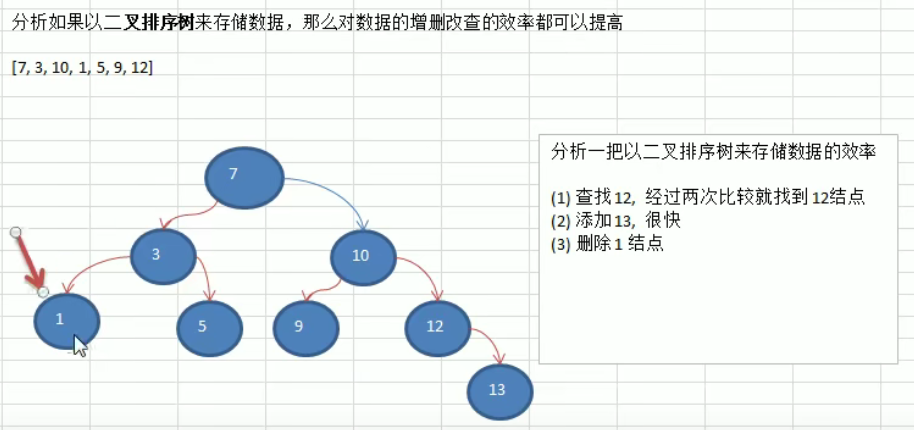 分析如果以二叉排序树来存储数据，那么对数据的增删改查的效率都可以提高
[7, 3, 10, 1, 5, 9, 12]
分析一把以二叉排序树来存储数据的效率
(1) 查找12, 经过两次比较就找到12结点
(2) 添加13, 很快
(3) 删除1 结点
7
3
10
1
5
9
12
13